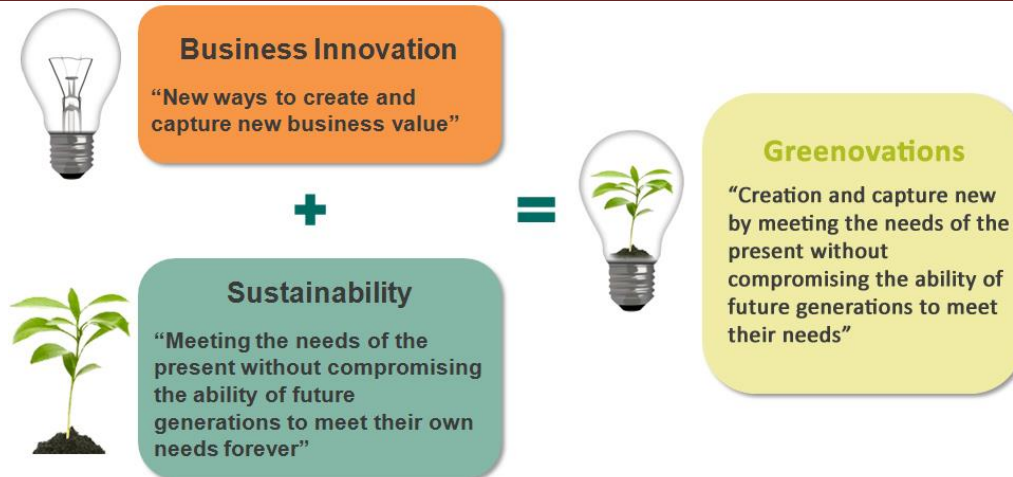 Business Innovation
“New ways to create and
capture new business value”
+
Sustainability
“Meeting the needs of the
present without compromising
the ability of future
generations to meet their own
needs forever”
=
Greenovations
“Creation and capture new
by meeting the needs of the
present without
compromising the ability of
future generations to meet
their needs”